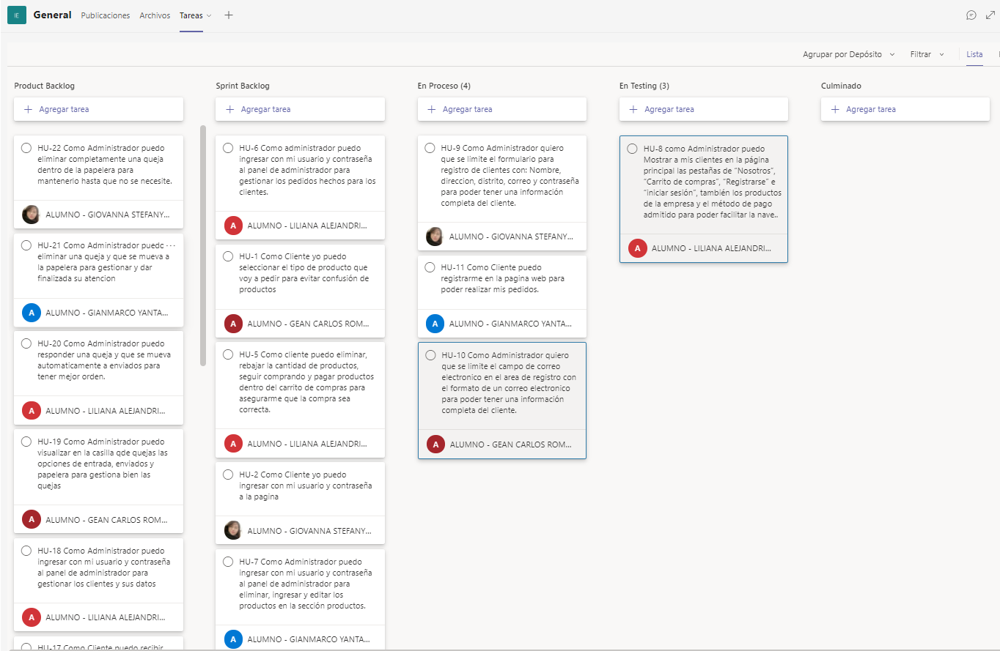 IE General Publicaciones Archivos Tareas
Agrupar por Depósito Filtrar Lista
Product Backlog
Agregar tarea
HU-22 Como Administrador puedo
eliminar completamente una queja
dentro de la papelera para
mantenerlo hasta que no se necesite.
ALUMNO - GIOVANNA STEFANY...
HU-21 Como Administrador puedo ...
eliminar una queja y que se mueva a
la papelera para gestionar y dar
finalizada su atencion
A ALUMNO - GIANMARCO YANTA...
HU-20 Como Administrador puedo
responder una queja y que se mueva
automaticamente a enviados para
tener mejor orden.
A ALUMNO - LILIANA ALEJANDRI...
HU-19 Como Administrador puedo
visualizar en la casilla qde quejas las
opciones de entrada, enviados y
papelera para gestiona bien las
quejas
A ALUMNO - GEAN CARLOS ROM...
HU-18 Como Administrador puedo
ingresar con mi usuario y contraseña
al panel de administrador para
gestionar los clientes y sus datos
A ALUMNO - LILIANA ALEJANDRI...
HU-17 Como Cliente puedo recibir
Sprint Backlog
Agregar tarea
HU-6 Como administrador puedo
ingresar con mi usuario y contraseña
al panel de administrador para
gestionar los pedidos hechos para los
clientes.
A ALUMNO - LILIANA ALEJANDRI...
HU-1 Como Cliente yo puedo
seleccionar el tipo de producto que
voy a pedir para evitar confusión de
productos
A ALUMNO - GEAN CARLOS ROM...
HU-5 Como cliente puedo eliminar,
rebajar la cantidad de productos,
seguir comprando y pagar productos
dentro del carrito de compras para
asegurarme que la compra sea
correcta.
A ALUMNO - LILIANA ALEJANDRI...
HU-2 Como Cliente yo puedo
ingresar con mi usuario y contraseña
a la pagina
ALUMNO - GIOVANNA STEFANY...
HU-7 Como Administrador puedo
ingresar con mi usuario y contraseña
al panel de administrador para
eliminar, ingresar y editar los
productos en la sección productos.
A ALUMNO - GIANMARCO YANTA...
En Proceso (4)
Agregar tarea
HU-9 Como Administrador quiero
que se limite el formulario para
registro de clientes con: Nombre,
direccion, distrito, correo y contraseña
para poder tener una información
completa del cliente.
ALUMNO - GIOVANNA STEFANY...
HU-11 Como Cliente puedo
registrarme en la pagina web para
poder realizar mis pedidos.
A ALUMNO - GIANMARCO YANTA...
HU-10 Como Administrador quiero
que se limite el campo de correo
electronico en el area de registro con
el formato de un correo electronico
para poder tener una información
completa del cliente.
A ALUMNO - GEAN CARLOS ROM...
En Testing (3)
Agregar tarea
HU-8 como Administrador puedo
Mostrar a mis clientes en la página
principal las pestañas de “Nosotros”,
“Carrito de compras”, “Registrarse” e
“iniciar sesión”, también los productos
de la empresa y el método de pago
admitido para poder facilitar la nave..
A ALUMNO - LILIANA ALEJANDRI...
Culminado
Agregar tarea